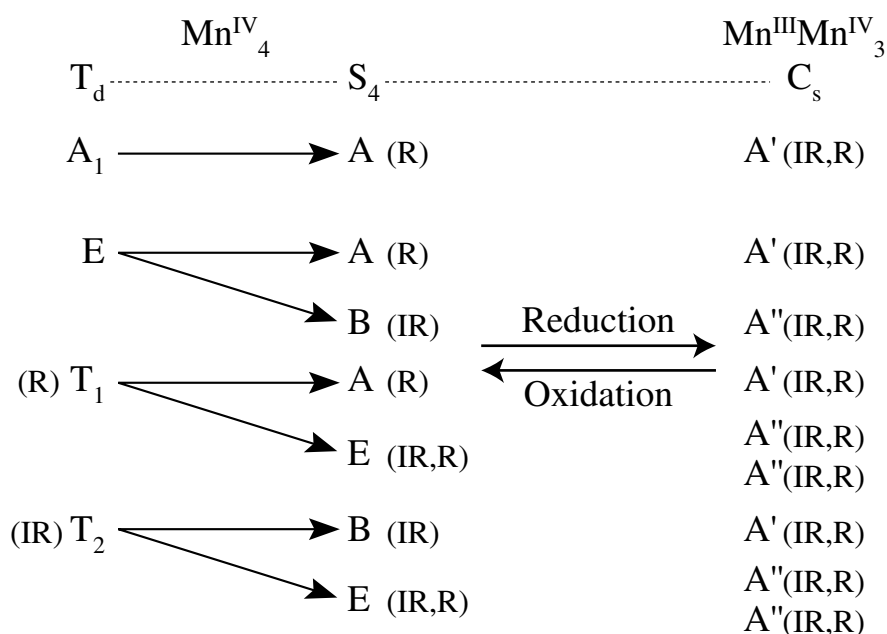 Mn^IV_4 Mn^III Mn^IV_3
T_d S_4 C_s
A_1 A (R) A' (IR,R)
E A (R) A' (IR,R)
B (IR) A" (IR,R)
Reduction
(R) T_1 A (R) A' (IR,R)
Oxidation
E (IR,R) A" (IR,R)
A" (IR,R)
(IR) T_2 B (IR) A' (IR,R)
E (IR,R) A" (IR,R)
A" (IR,R)